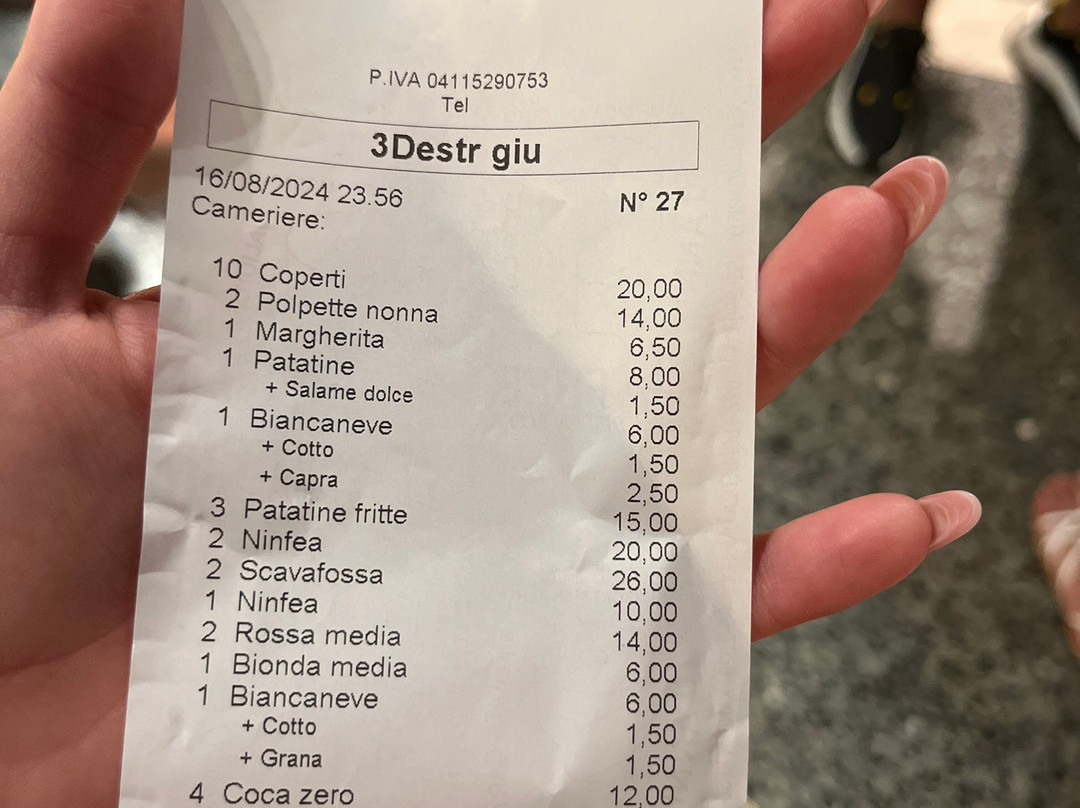 P.IVA 04115290753
Tel
3Destr giu
16/08/2024 23.56 N° 27
Cameriere:
10 Coperti 20,00
2 Polpette nonna 14,00
1 Margherita 6,50
1 Patatine 8,00
+ Salame dolce 1,50
1 Biancaneve 6,00
+ Cotto 1,50
+ Capra 2,50
3 Patatine fritte 15,00
2 Ninfea 20,00
2 Scavafossa 26,00
1 Ninfea 10,00
2 Rossa media 14,00
1 Bionda media 6,00
1 Biancaneve 6,00
+ Cotto 1,50
+ Grana 1,50
4 Coca zero 12,00